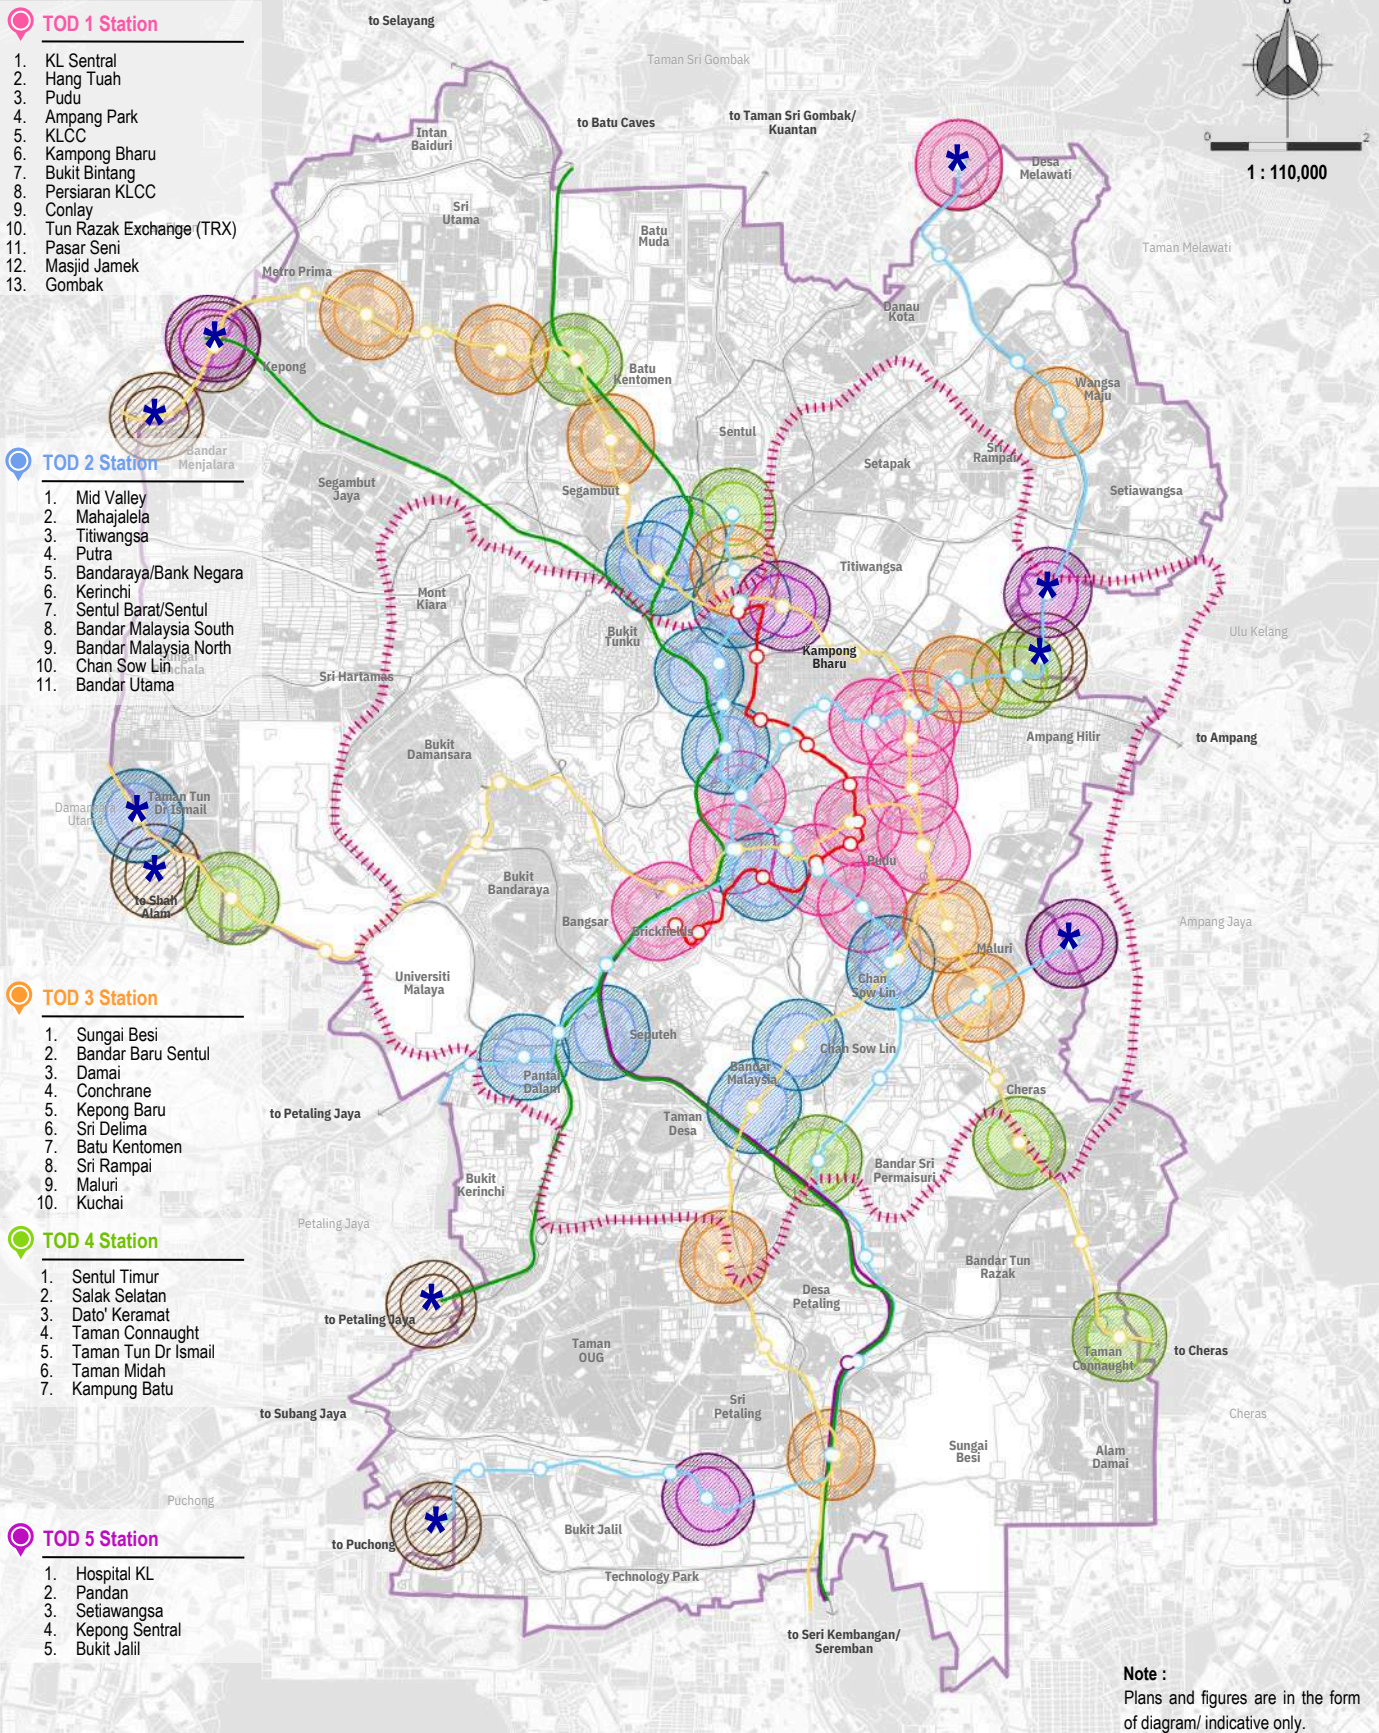 TOD 1 Station
1. KL Sentral
2. Hang Tuah
3. Pudu
4. Ampang Park
5. KLCC
6. Kampong Bharu
7. Bukit Bintang
8. Persiaran KLCC
9. Conlay
10. Tun Razak Exchange (TRX)
11. Pasar Seni
12. Masjid Jamek
13. Gombak
TOD 2 Station
1. Mid Valley
2. Mahajalela
3. Titiwangsa
4. Putra
5. Bandaraya/Bank Negara
6. Kerinchi
7. Sentul Barat/Sentul
8. Bandar Malaysia South
9. Bandar Malaysia North
10. Chan Sow Lin
11. Bandar Utama
TOD 3 Station
1. Sungai Besi
2. Bandar Baru Sentul
3. Damai
4. Conchrane
5. Kepong Baru
6. Sri Delima
7. Batu Kentomen
8. Sri Rampai
9. Maluri
10. Kuchai
TOD 4 Station
1. Sentul Timur
2. Salak Selatan
3. Dato' Keramat
4. Taman Connaught
5. Taman Tun Dr Ismail
6. Taman Midah
7. Kampung Batu
TOD 5 Station
1. Hospital KL
2. Pandan
3. Setiawangsa
4. Kepong Sentral
5. Bukit Jalil
to Selayang
Taman Sri Gombak
0
2
1 : 110,000
to Batu Caves
to Taman Sri Gombak/
Kuantan
Intan
Baiduri
Desa
Melawati
Sri
Utama
Batu
Muda
Taman Melawati
Metro Prima
Danau
Kota
Kepong
Batu
Kentomen
Wangsa
Maju
Sentul
Bandar
Menjalara
Sri
Rampai
Setapak
Segambut
Jaya
Segambut
Setiawangsa
Titiwangsa
Mont
Kiara
Bukit
Tunku
Ulu Kelang
Kampong
Bharu
Sri Hartamas
Bukit
Damansara
Ampang Hilir
to Ampang
Taman Tun
Dr Ismail
Damansara
Utama
Pudu
Bukit
Bandaraya
to Shah
Alam
Bangsar
Brickfields
Ampang Jaya
Maluri
Universiti
Malaya
Chan
Sow Lin
Seputeh
Chan Sow Lin
Pantai
Dalam
Bandar
Malaysia
Cheras
to Petaling Jaya
Taman
Desa
Bukit
Kerinchi
Bandar Sri
Permaisuri
Petaling Jaya
Bandar Tun
Razak
Desa
Petaling
to Petaling Jaya
Taman
OUG
Taman
Connaught
to Cheras
Sri
Petaling
to Subang Jaya
Cheras
Sungai
Besi
Alam
Damai
Puchong
Bukit Jalil
to Puchong
Technology Park
to Seri Kembangan/
Seremban
Note :
Plans and figures are in the form
of diagram/ indicative only.